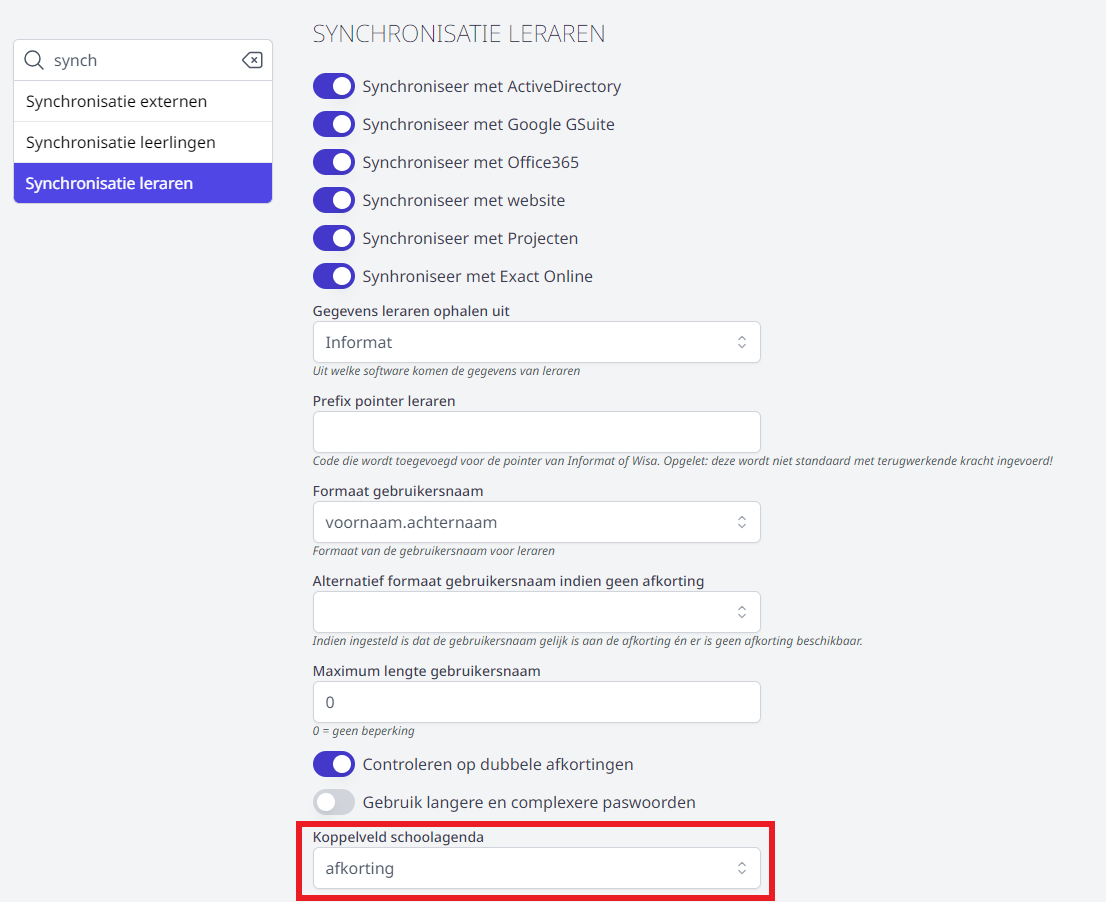 synch
Synchronisatie externen
Synchronisatie leerlingen
Synchronisatie leraren
SYNCHRONISATIE LERAREN
Synchroniseer met ActiveDirectory
Synchroniseer met Google GSuite
Synchroniseer met Office365
Synchroniseer met website
Synchroniseer met Projecten
Synhroniseer met Exact Online
Gegevens leraren ophalen uit
Informat
Uit welke software komen de gegevens van leraren
Prefix pointer leraren
Code die wordt toegevoegd voor de pointer van Informat of Wisa. Opgelet: deze wordt niet standaard met terugwerkende kracht ingevoerd!
Formaat gebruikersnaam
voornaam.achternaam
Formaat van de gebruikersnaam voor leraren
Alternatief formaat gebruikersnaam indien geen afkorting
Indien ingesteld is dat de gebruikersnaam gelijk is aan de afkorting én er is geen afkorting beschikbaar.
Maximum lengte gebruikersnaam
0
0 = geen beperking
Controleren op dubbele afkortingen
Gebruik langere en complexere paswoorden
Koppelveld schoolagenda
afkorting